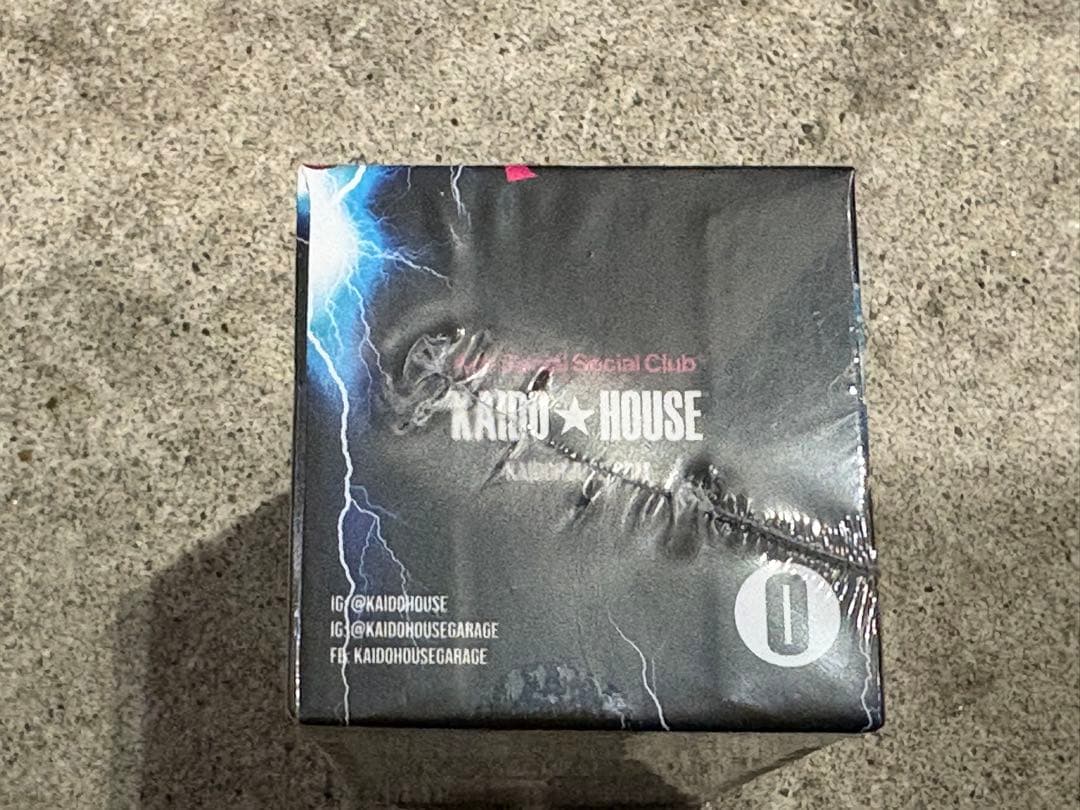 Social Club
KAIDO★HOUSE
IG: @KAIDOHOUSE
IG: @KAIDOHOUSEGARAGE
FB: KAIDOHOUSEGARAGE